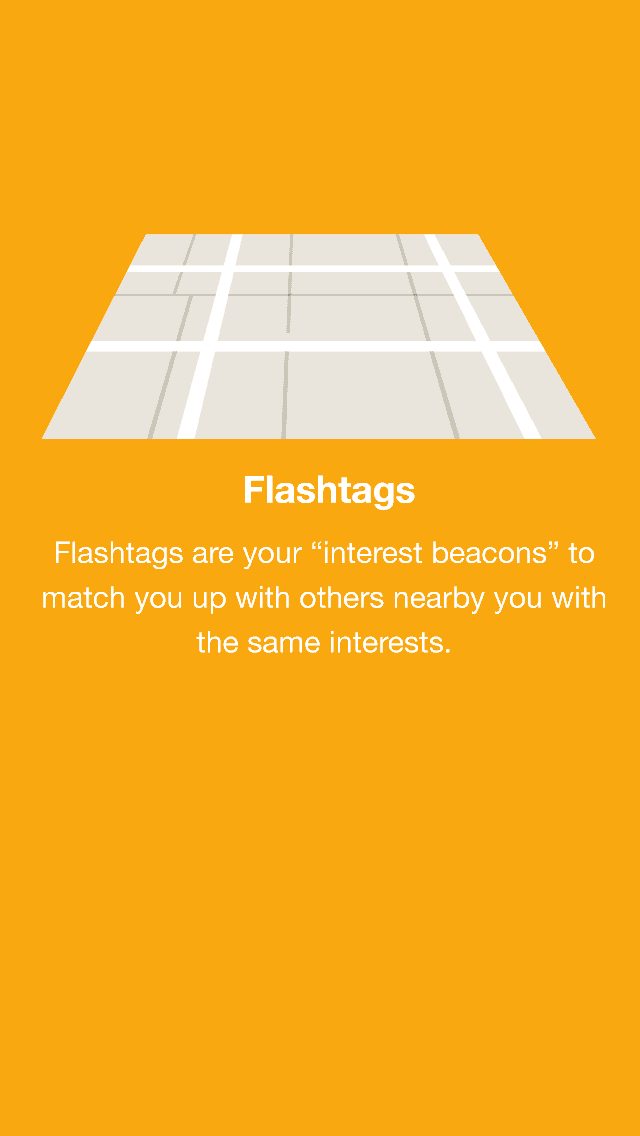 Flashtags
Flashtags are your “interest beacons” to
match you up with others nearby you with
the same interests.